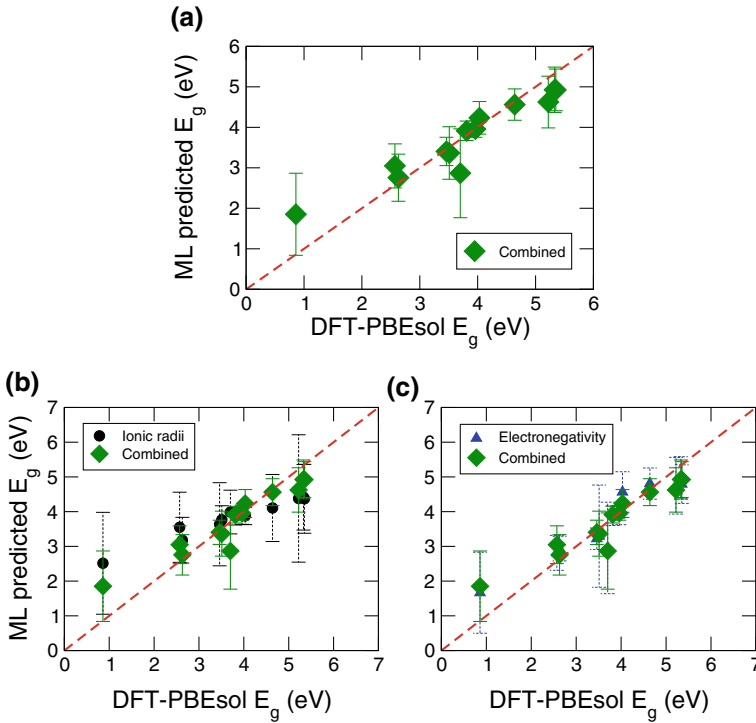 (a)
6
5
4
3
2
1
0
ML predicted E_g (eV)
Combined
0 1 2 3 4 5 6
DFT-PBEsol E_g (eV)
(b)
7
6
5
4
3
2
1
0
ML predicted E_g (eV)
Ionic radii
Combined
0 1 2 3 4 5 6 7
DFT-PBEsol E_g (eV)
(c)
7
6
5
4
3
2
1
0
Electronegativity
Combined
0 1 2 3 4 5 6 7
DFT-PBEsol E_g (eV)